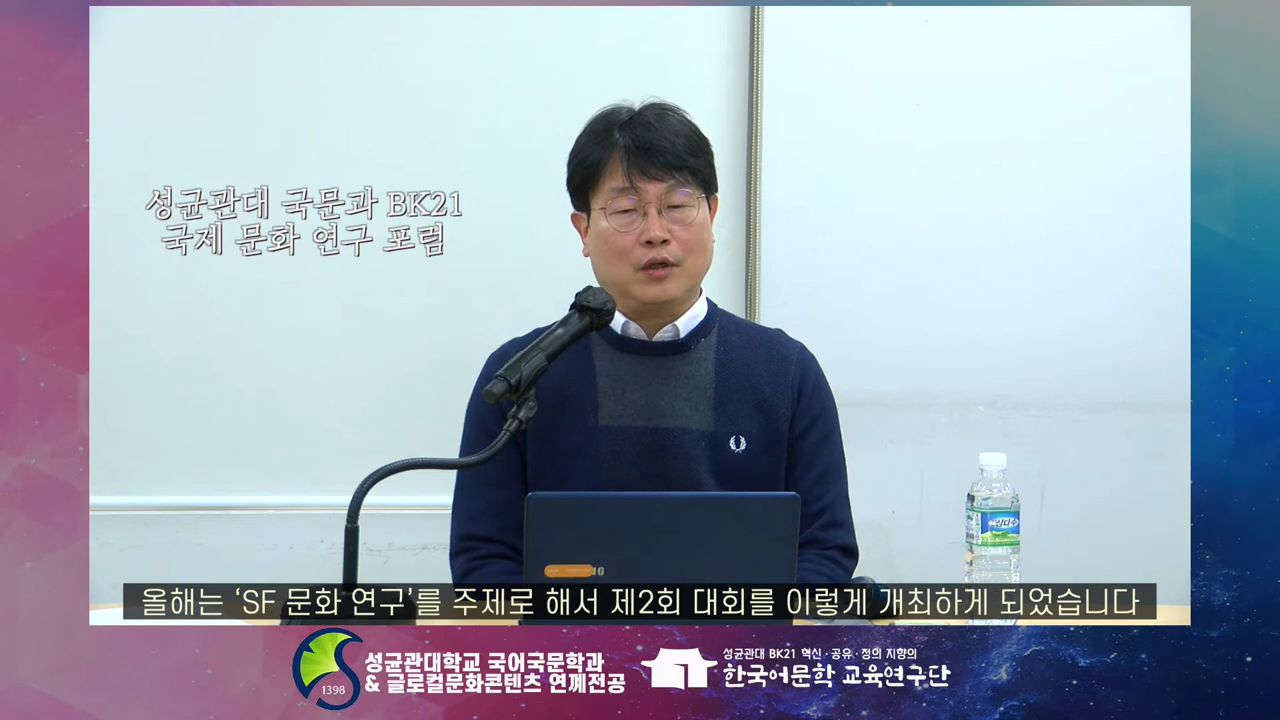 성균관대 국문과 BK21
국제 문화 연구 포럼
삼다수
올해는 ‘SF 문화 연구’를 주제로 해서 제2회 대회를 이렇게 개최하게 되었습니다
1398
성균관대학교 국어국문학과
& 글로컬문화콘텐츠 연계전공
성균관대 BK21 혁신·공유·정의 지향의
한국어문학 교육연구단